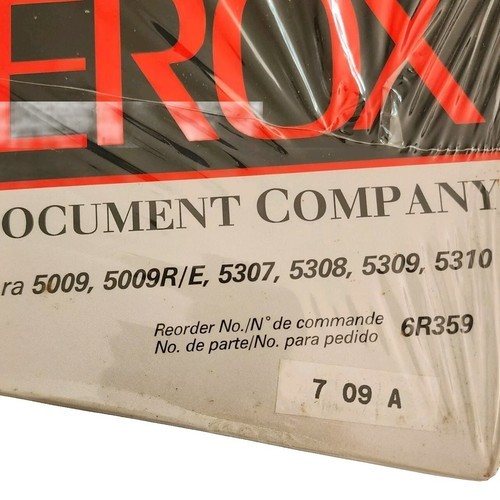 EROX
OCUMENT COMPANY
ra 5009, 5009R/E, 5307, 5308, 5309, 5310
Reorder No./N° de commande 6R359
No. de parte/No. para pedido
7 09 A